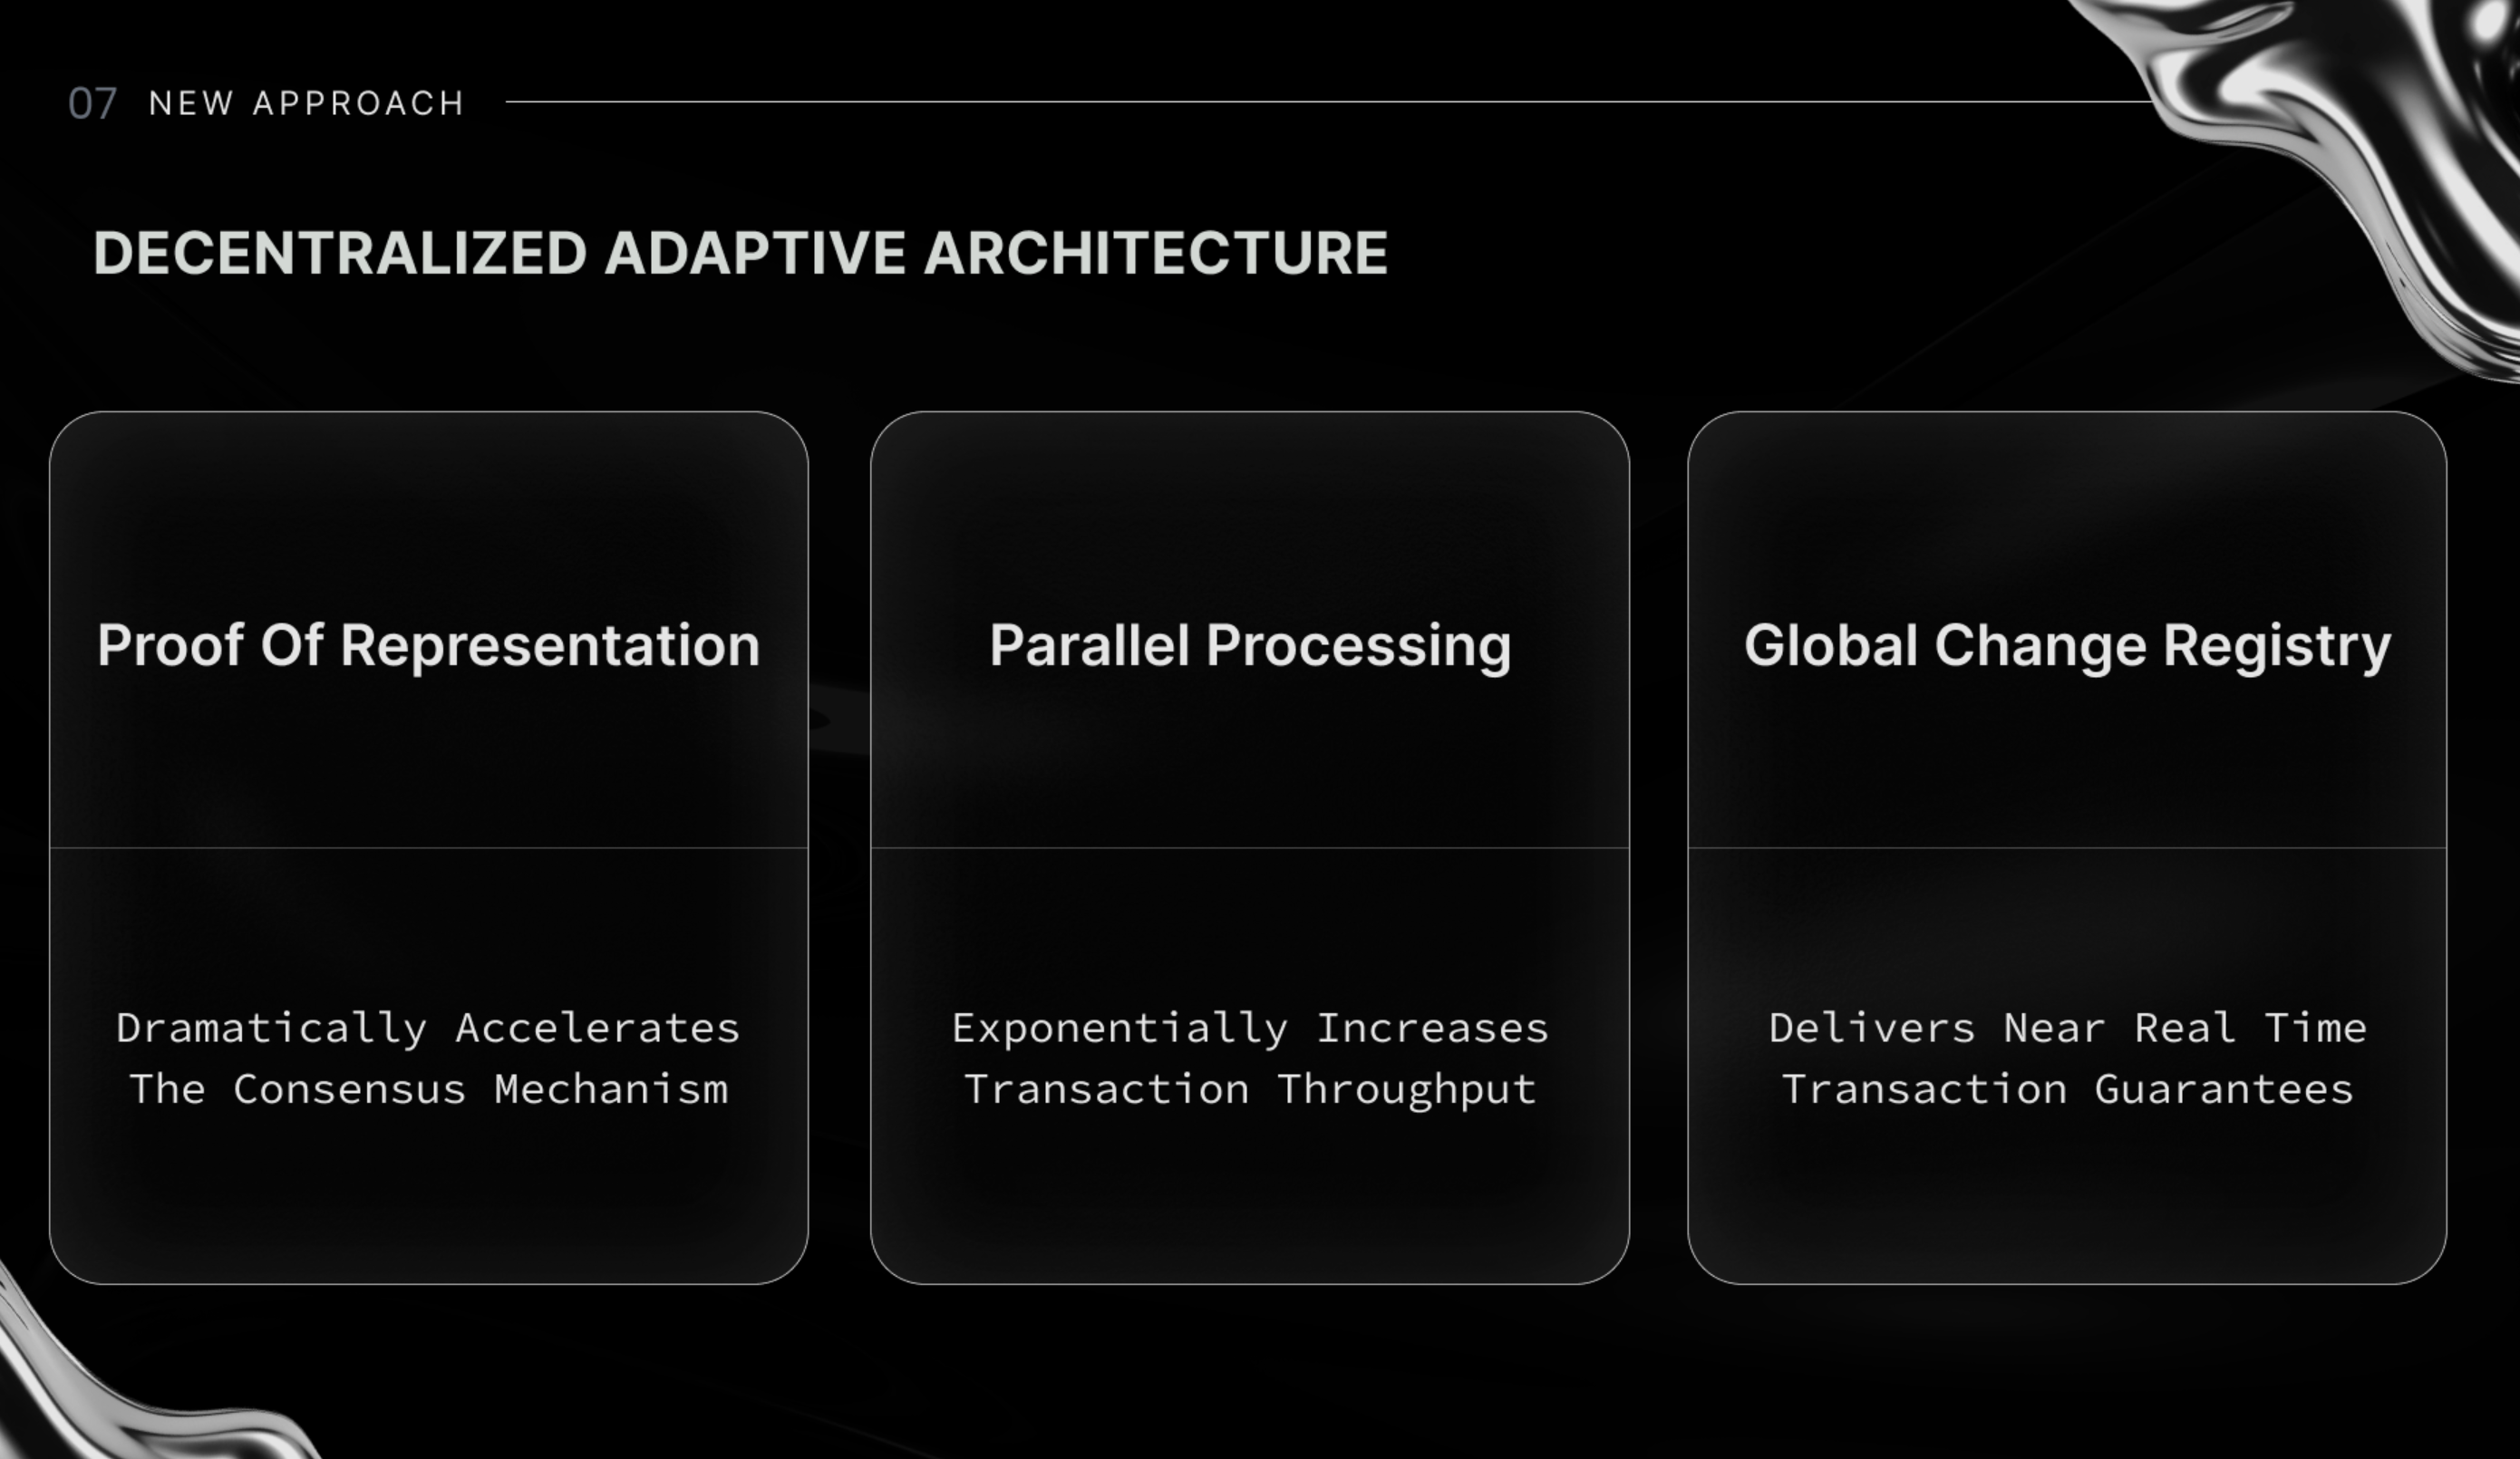 07 NEW APPROACH
DECENTRALIZED ADAPTIVE ARCHITECTURE
Proof Of Representation
Dramatically Accelerates
The Consensus Mechanism
Parallel Processing
Exponentially Increases
Transaction Throughput
Global Change Registry
Delivers Near Real Time
Transaction Guarantees